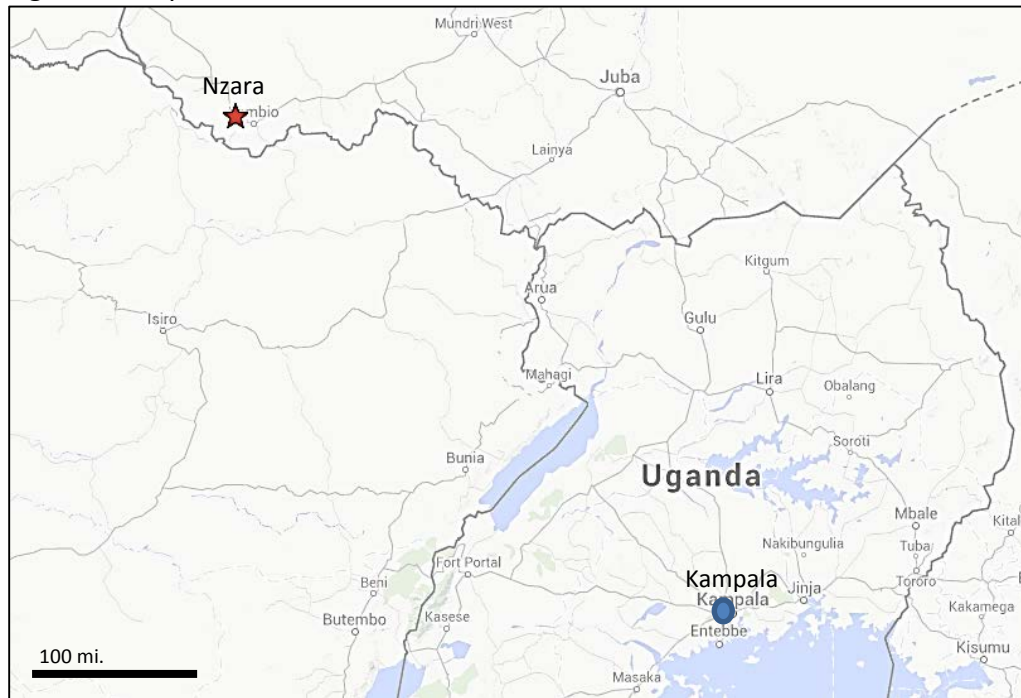 Mundri West
Nzara
Juba
Lainya
Kitgum
Arua
Gulu
Isiro
Mahagi
Lira
Obalang
Soroti
Bunia
Uganda
Mbale
Nakibungulia
Tuba
Fort Portal
Kampala
Beni
Jinja
Tororo
Kampala
Kakamega
Butembo
Kasese
Entebbe
Kisumu
100 mi.
Masaka